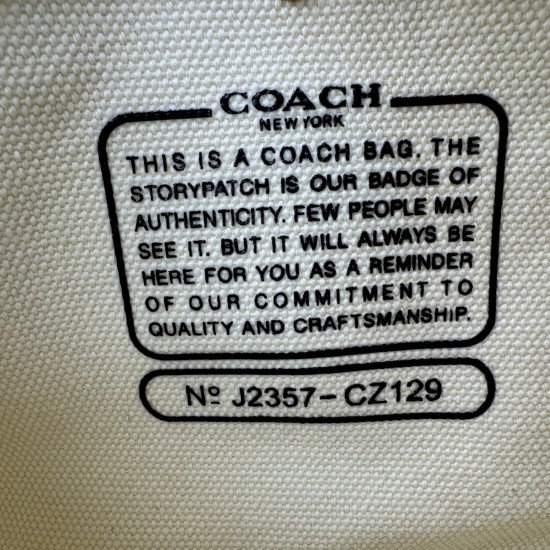 COACH
NEW YORK
THIS IS A COACH BAG. THE
STORYPATCH IS OUR BADGE OF
AUTHENTICITY. FEW PEOPLE MAY
SEE IT. BUT IT WILL ALWAYS BE
HERE FOR YOU AS A REMINDER
OF OUR COMMITMENT TO
QUALITY AND CRAFTSMANSHIP.
Nº J2357-CZ129